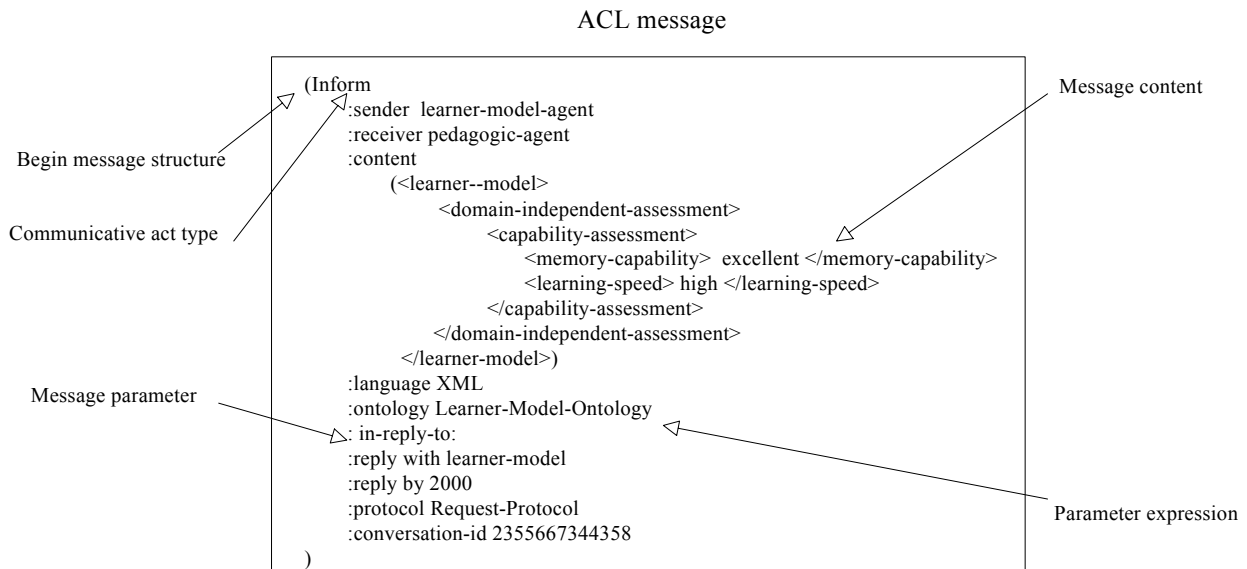 ACL message
(Inform
:sender learner-model-agent
:receiver pedagogic-agent
:content
(<learner--model>
<domain-independent-assessment>
<capability-assessment>
<memory-capability> excellent </memory-capability>
<learning-speed> high </learning-speed>
</capability-assessment>
</domain-independent-assessment>
</learner-model>)
:language XML
:ontology Learner-Model-Ontology
: in-reply-to:
:reply with learner-model
:reply by 2000
:protocol Request-Protocol
:conversation-id 2355667344358
)
Begin message structure
Communicative act type
Message parameter
Message content
Parameter expression